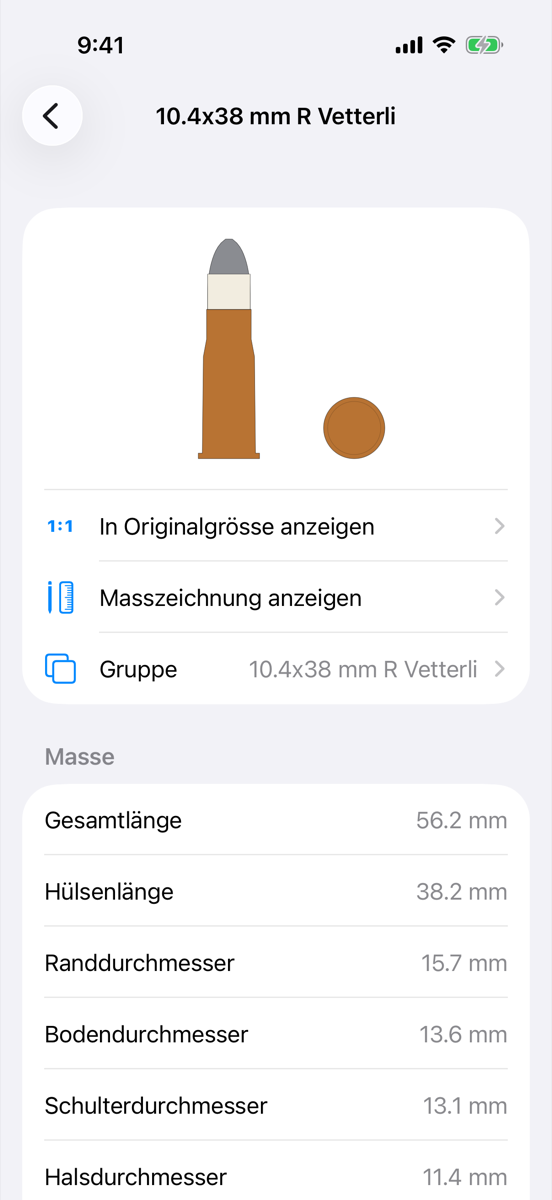 9:41
10.4x38 mm R Vetterli
1:1 In Originalgrösse anzeigen
Masszeichnung anzeigen
Gruppe 10.4x38 mm R Vetterli
Masse
Gesamtlänge 56.2 mm
Hülsenlänge 38.2 mm
Randdurchmesser 15.7 mm
Bodendurchmesser 13.6 mm
Schulterdurchmesser 13.1 mm
Halsdurchmesser 11.4 mm